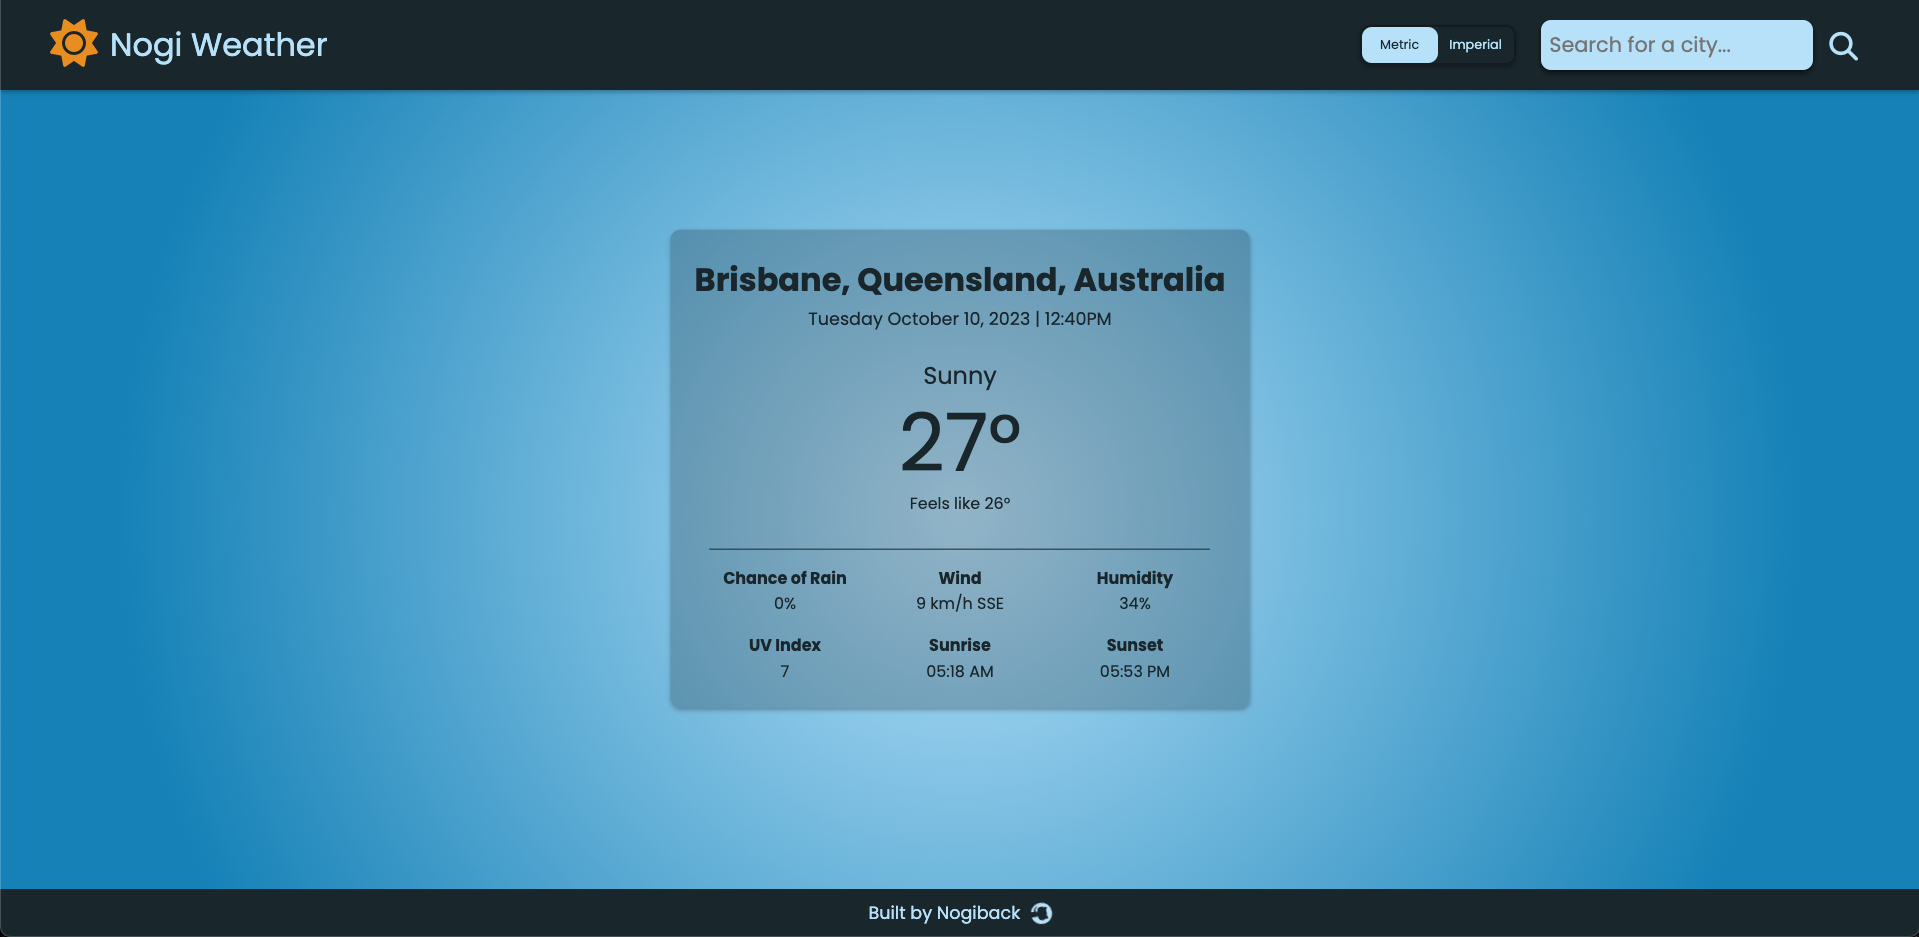 Nogi Weather
Metric Imperial
Search for a city...
Brisbane, Queensland, Australia
Tuesday October 10, 2023 | 12:40PM
Sunny
27º
Feels like 26º
Chance of Rain Wind Humidity
0% 9 km/h SSE 34%
UV Index Sunrise Sunset
7 05:18 AM 05:53 PM
Built by Nogiback